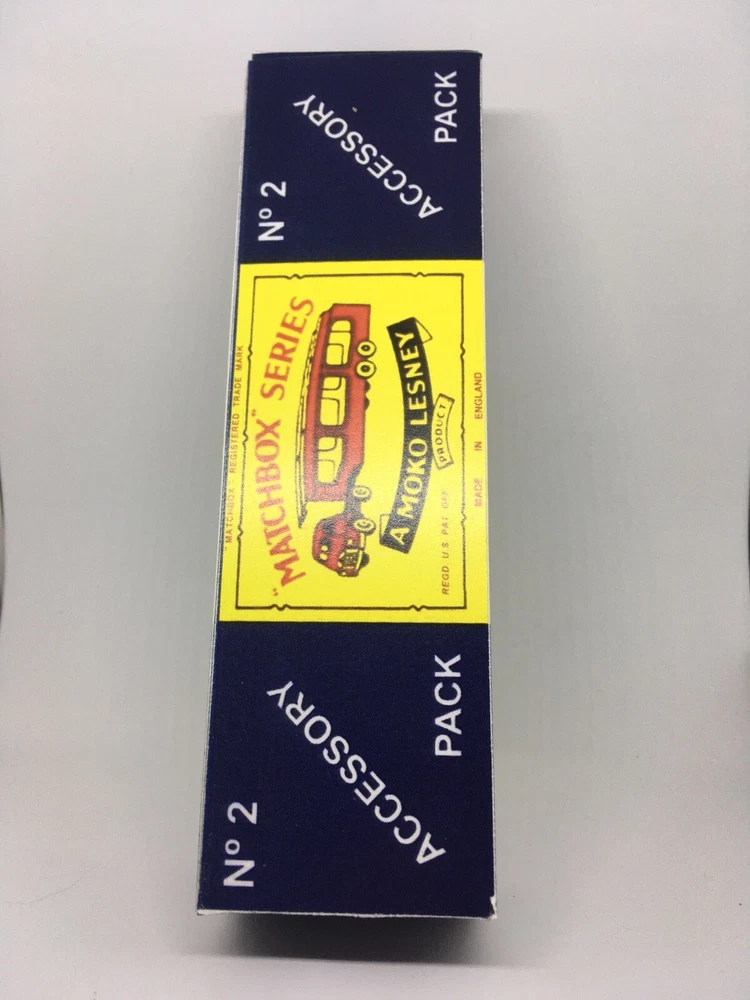 Nº 2
ACCESSORY
PACK
"MATCHBOX" REGISTERED TRADE MARK
"MATCHBOX" SERIES
A MOKO LESNEY
PRODUCT
REGD. U.S. PAT. OFF.
MADE IN ENGLAND
Nº 2
ACCESSORY
PACK